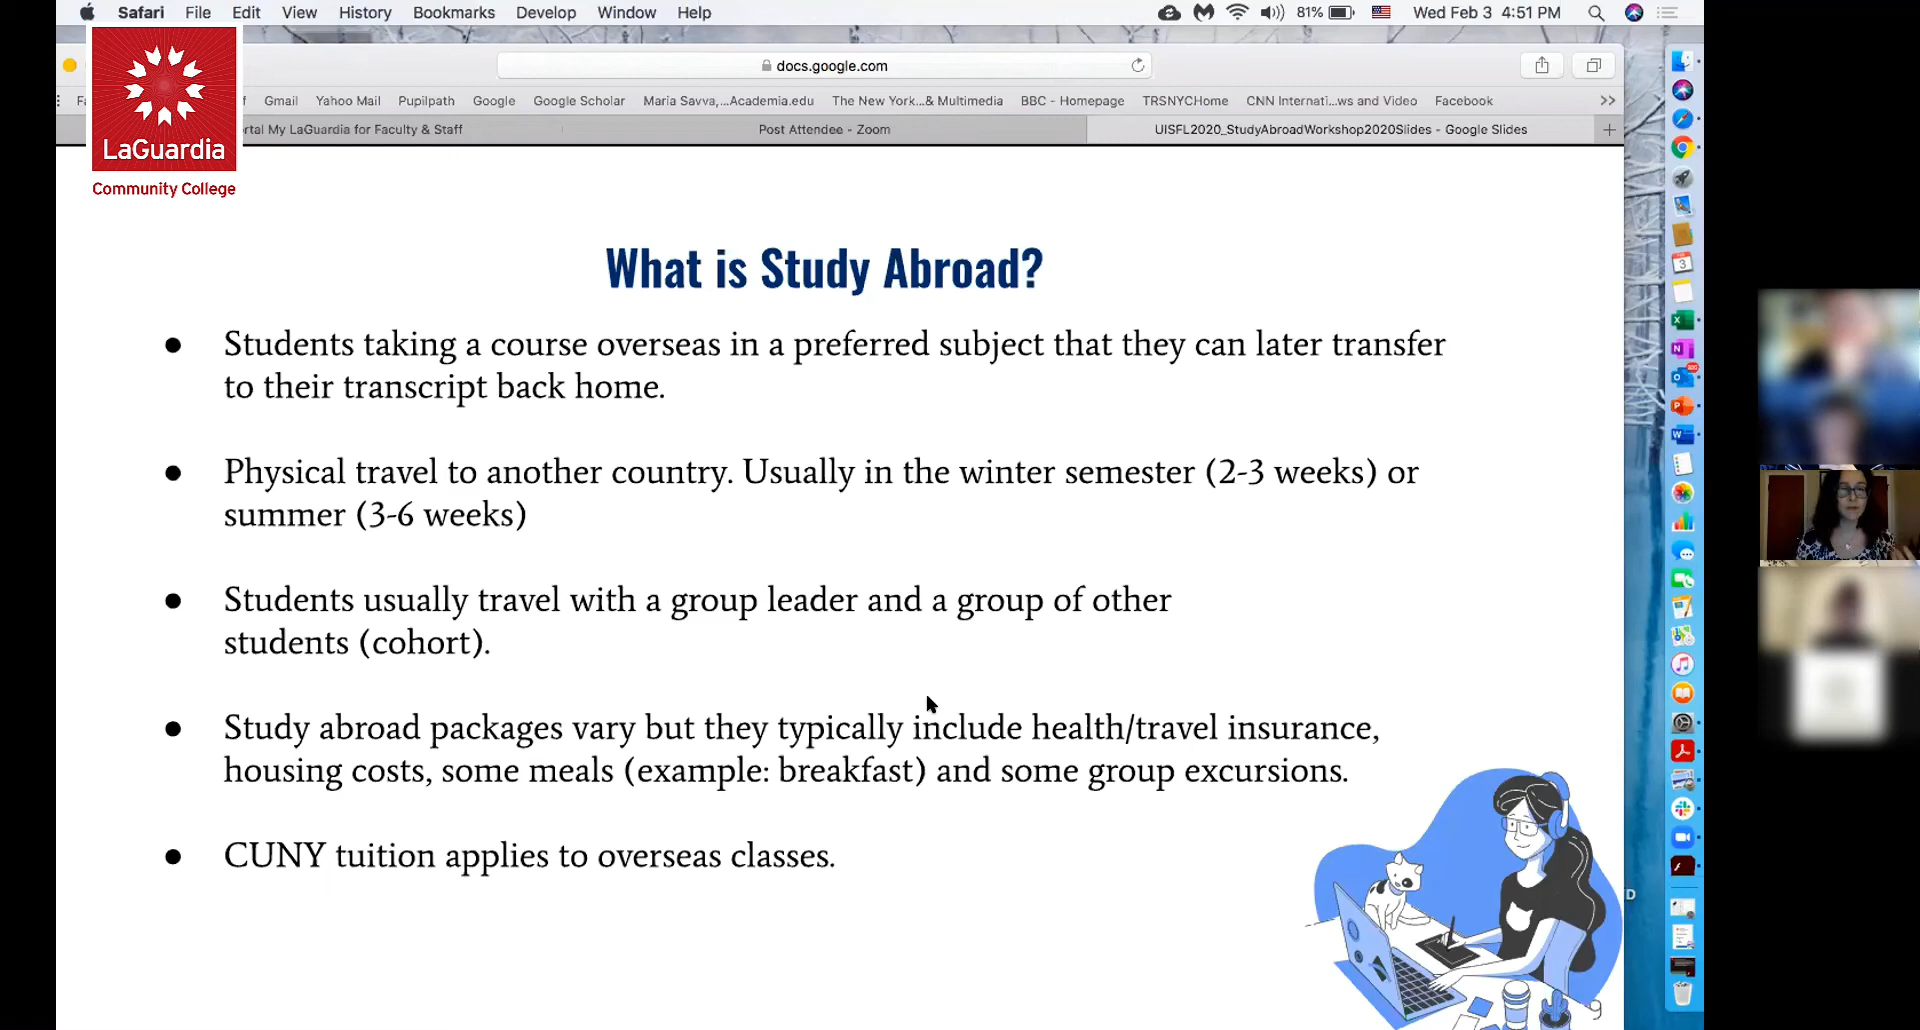 Safari File Edit View History Bookmarks Develop Window Help 81% Wed Feb 3 4:51 PM
docs.google.com
Gmail Yahoo Mail Pupilpath Google Google Scholar Maria Savva,...Academia.edu The New York...& Multimedia BBC - Homepage TRSNYCHome CNN Internati...ws and Video Facebook >>
My LaGuardia for Faculty & Staff Post Attendee - Zoom UISFL2020_StudyAbroadWorkshop2020Slides - Google Slides
LaGuardia
Community College
What is Study Abroad?
● Students taking a course overseas in a preferred subject that they can later transfer
to their transcript back home.
● Physical travel to another country. Usually in the winter semester (2-3 weeks) or
summer (3-6 weeks)
● Students usually travel with a group leader and a group of other
students (cohort).
● Study abroad packages vary but they typically include health/travel insurance,
housing costs, some meals (example: breakfast) and some group excursions.
● CUNY tuition applies to overseas classes.